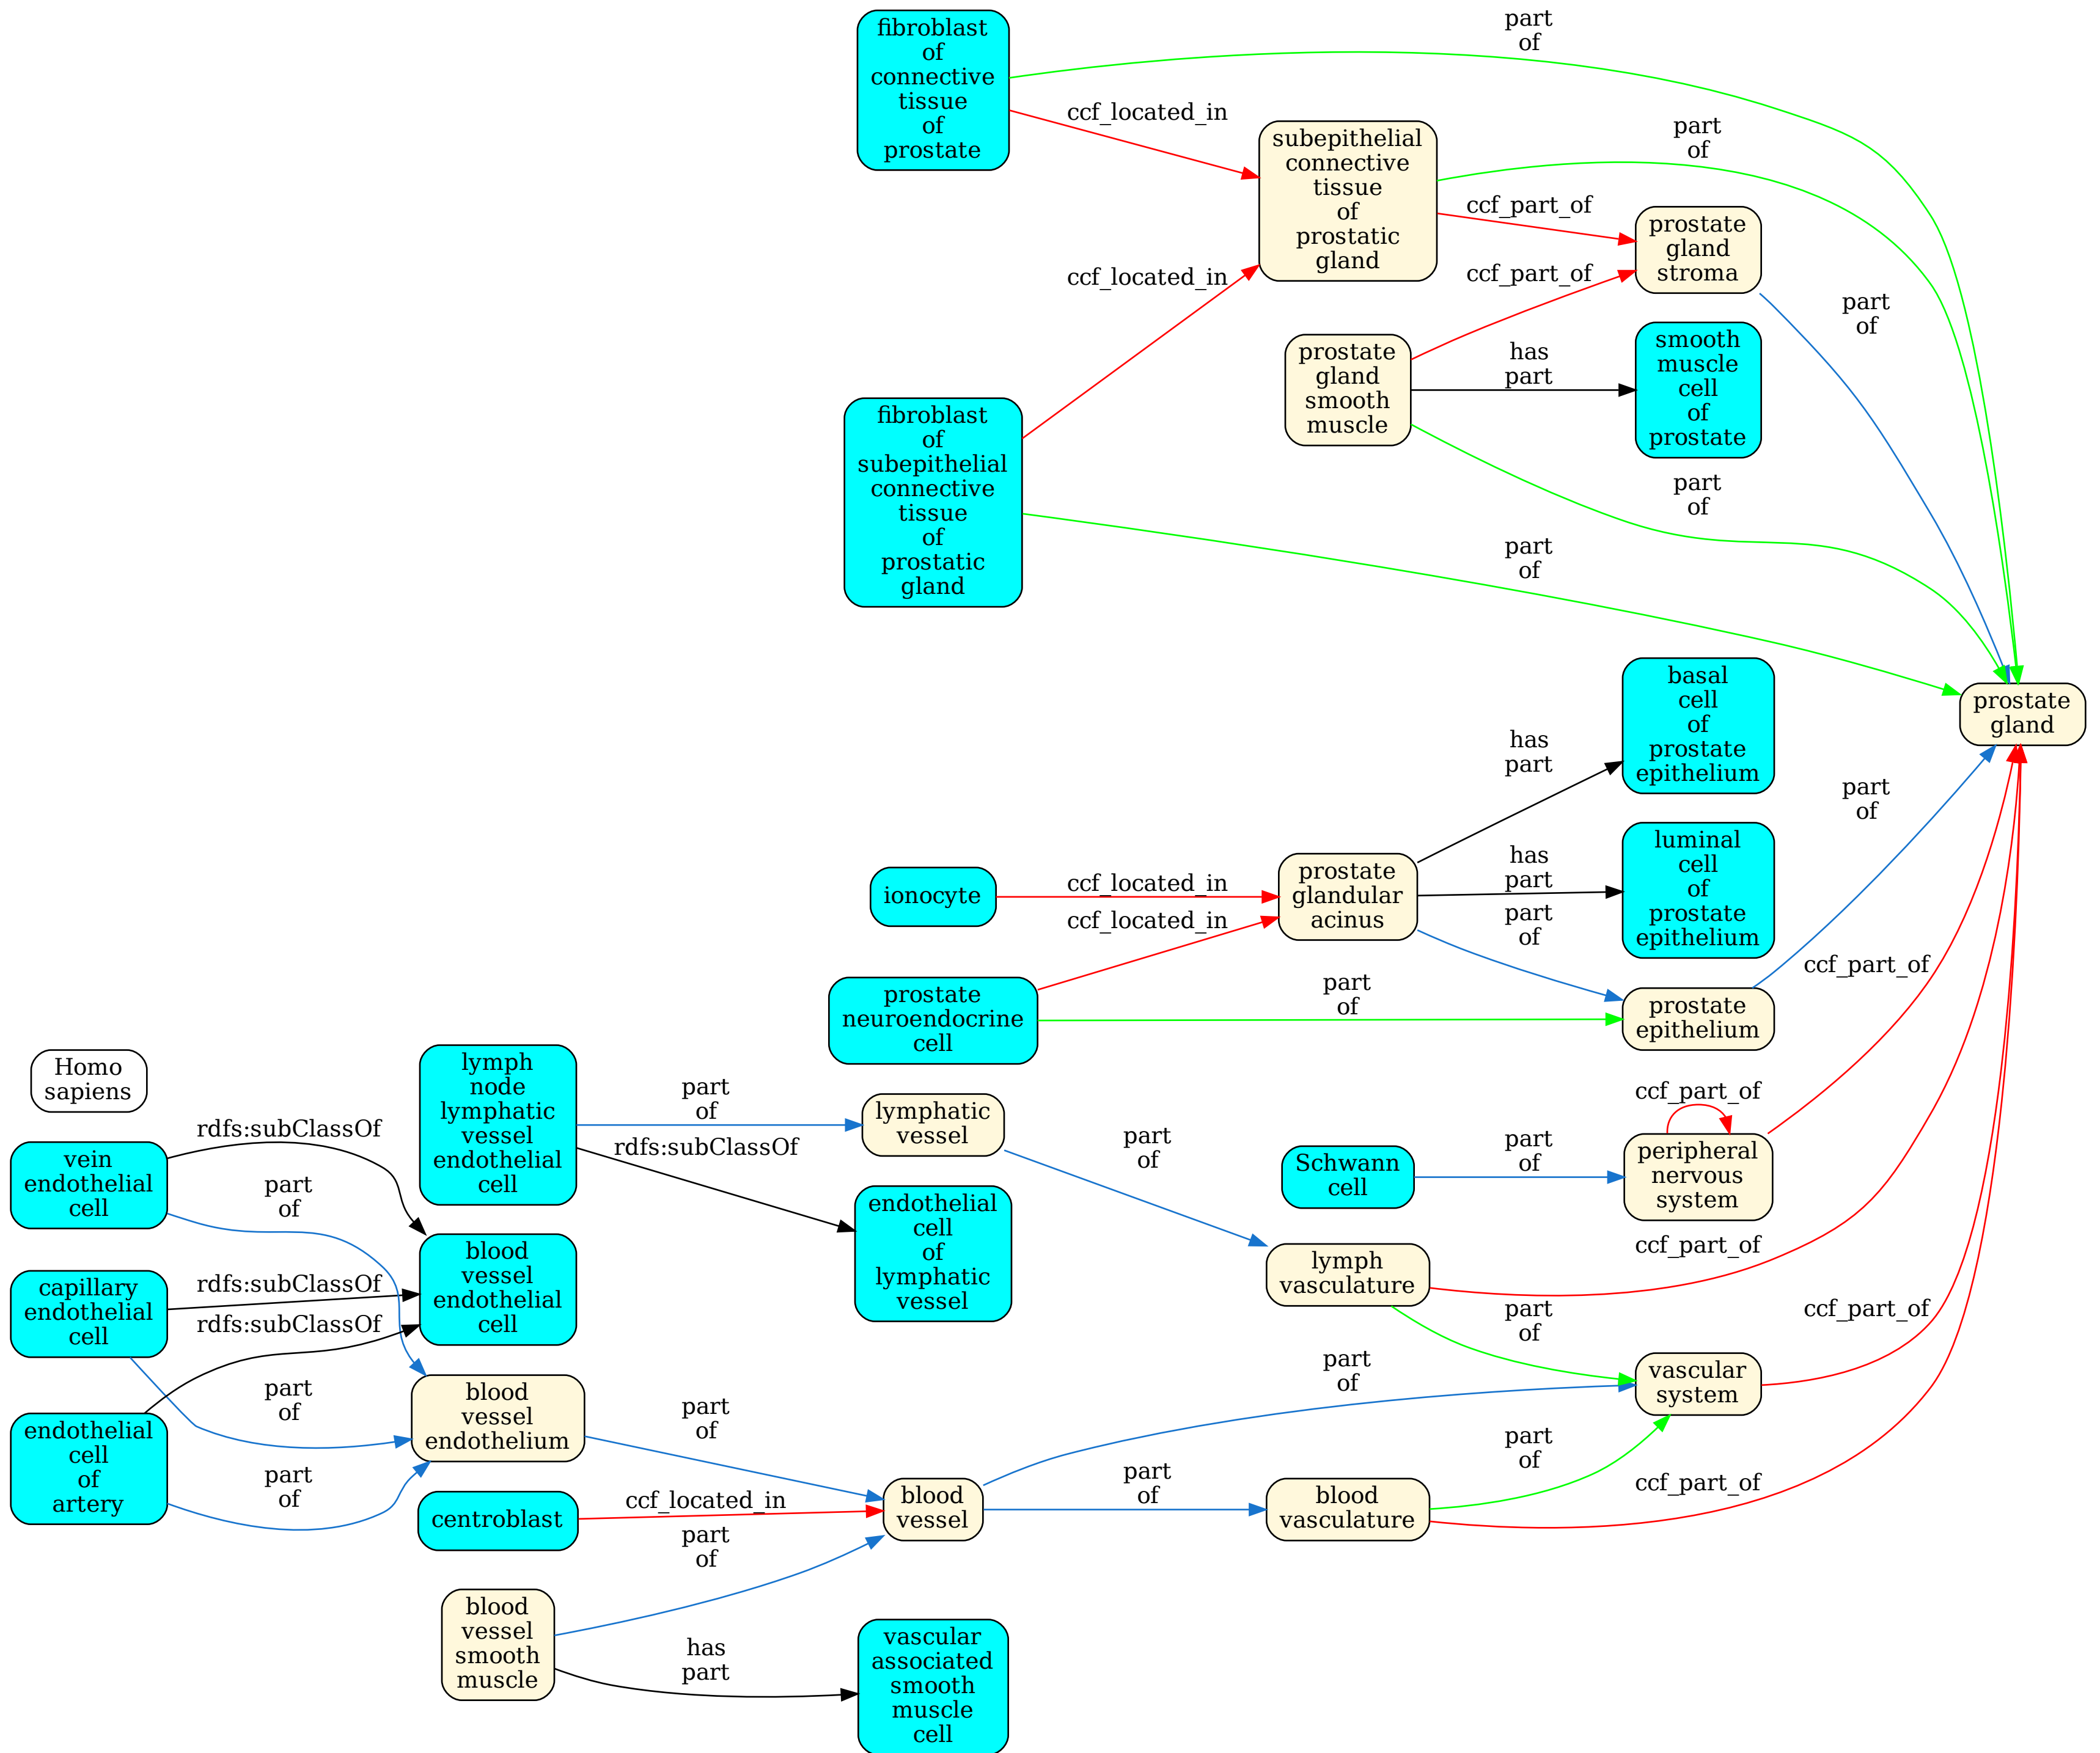 part
of
fibroblast
of
connective
tissue
of
prostate
ccf_located_in
subepithelial
connective
tissue
of
prostatic
gland
part
of
ccf_part_of
prostate
gland
stroma
ccf_located_in
ccf_part_of
part
of
prostate
gland
smooth
muscle
has
part
smooth
muscle
cell
of
prostate
fibroblast
of
subepithelial
connective
tissue
of
prostatic
gland
part
of
part
of
basal
cell
of
prostate
epithelium
prostate
gland
has
part
part
of
ionocyte
ccf_located_in
prostate
glandular
acinus
has
part
luminal
cell
of
prostate
epithelium
ccf_located_in
part
of
prostate
neuroendocrine
cell
part
of
prostate
epithelium
ccf_part_of
Homo
sapiens
lymph
node
lymphatic
vessel
endothelial
cell
part
of
lymphatic
vessel
ccf_part_of
rdfs:subClassOf
vein
endothelial
cell
part
of
rdfs:subClassOf
part
of
Schwann
cell
part
of
peripheral
nervous
system
endothelial
cell
of
lymphatic
vessel
blood
vessel
endothelial
cell
capillary
endothelial
cell
rdfs:subClassOf
rdfs:subClassOf
lymph
vasculature
ccf_part_of
part
of
ccf_part_of
endothelial
cell
of
artery
part
of
blood
vessel
endothelium
part
of
part
of
vascular
system
part
of
centroblast
ccf_located_in
blood
vessel
part
of
blood
vasculature
part
of
ccf_part_of
part
of
blood
vessel
smooth
muscle
has
part
vascular
associated
smooth
muscle
cell